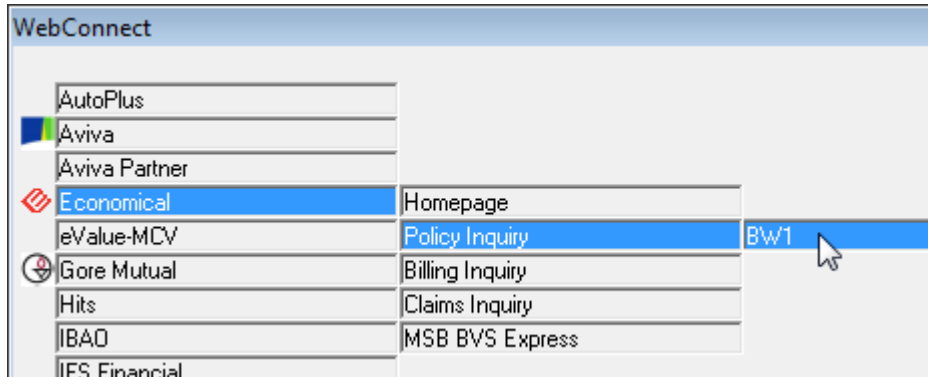 WebConnect
AutoPlus
Aviva
Aviva Partner
Economical Homepage
eValue-MCV Policy Inquiry BW1
Gore Mutual Billing Inquiry
Hits Claims Inquiry
IBAO MSB BVS Express
IFS Financial